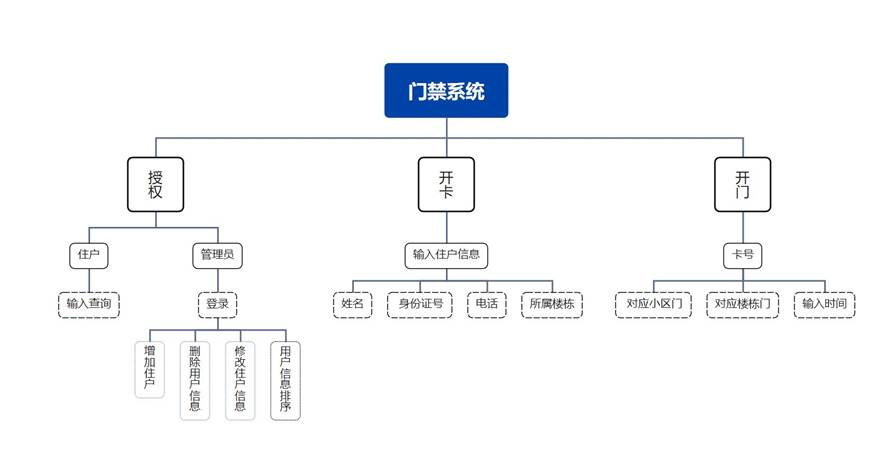 门禁系统
授权
开卡
开门
住户
管理员
输入住户信息
卡号
输入查询
登录
姓名
身份证号
电话
所属楼栋
对应小区门
对应楼栋门
输入时间
增加住户
删除用户信息
修改住户信息
用户信息排序